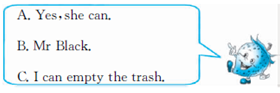 A. Yes，she can.
B. Mr Black.
C. I can empty the trash.